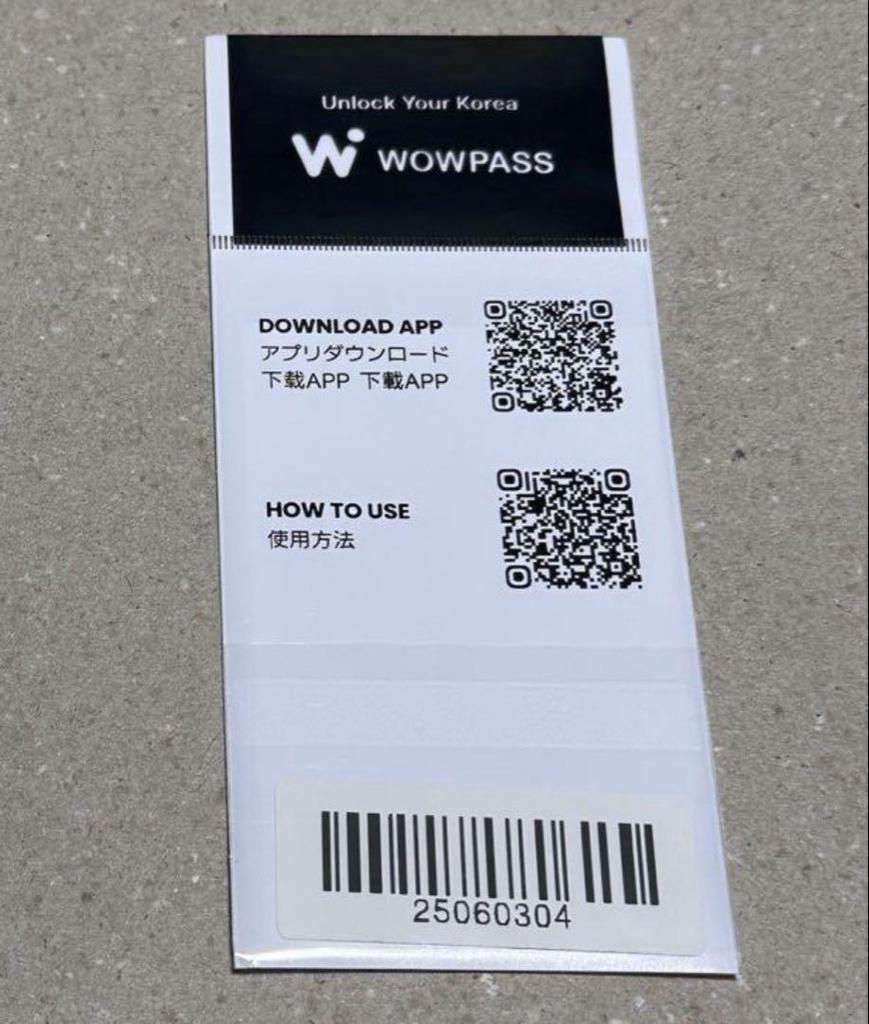 Unlock Your Korea
WOWPASS
DOWNLOAD APP
アプリダウンロード
下载APP 下載APP
HOW TO USE
使用方法
25060304